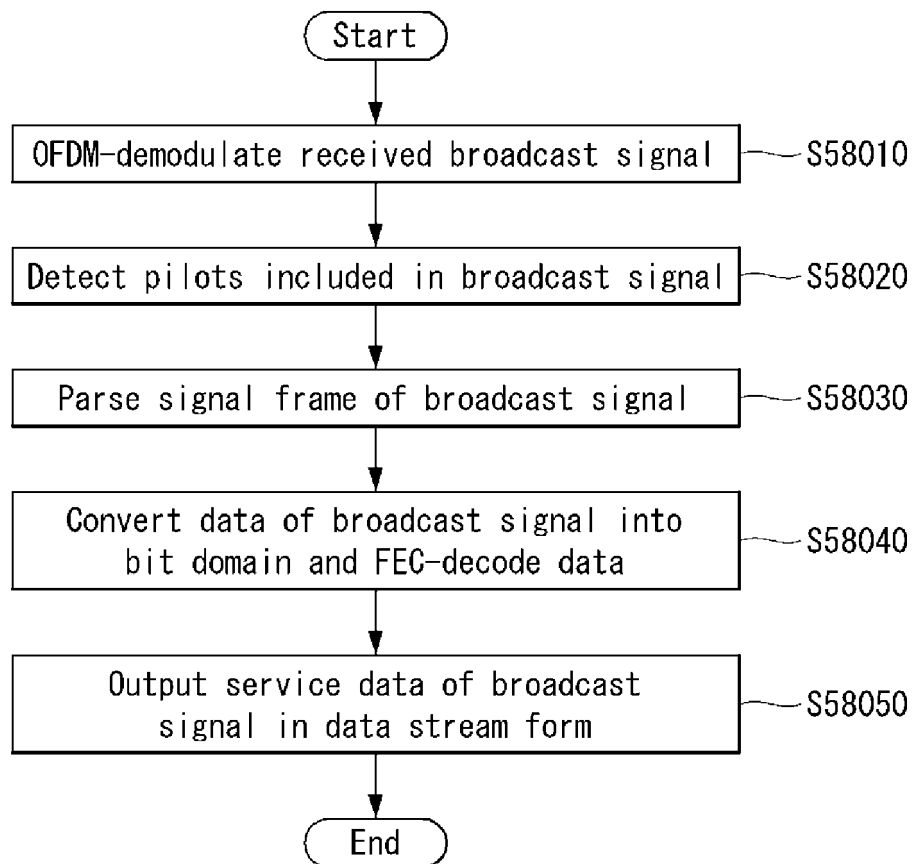 Start
OFDM-demodulate received broadcast signal
S58010
Detect pilots included in broadcast signal
S58020
Parse signal frame of broadcast signal
S58030
Convert data of broadcast signal into
bit domain and FEC-decode data
S58040
Output service data of broadcast
signal in data stream form
S58050
End